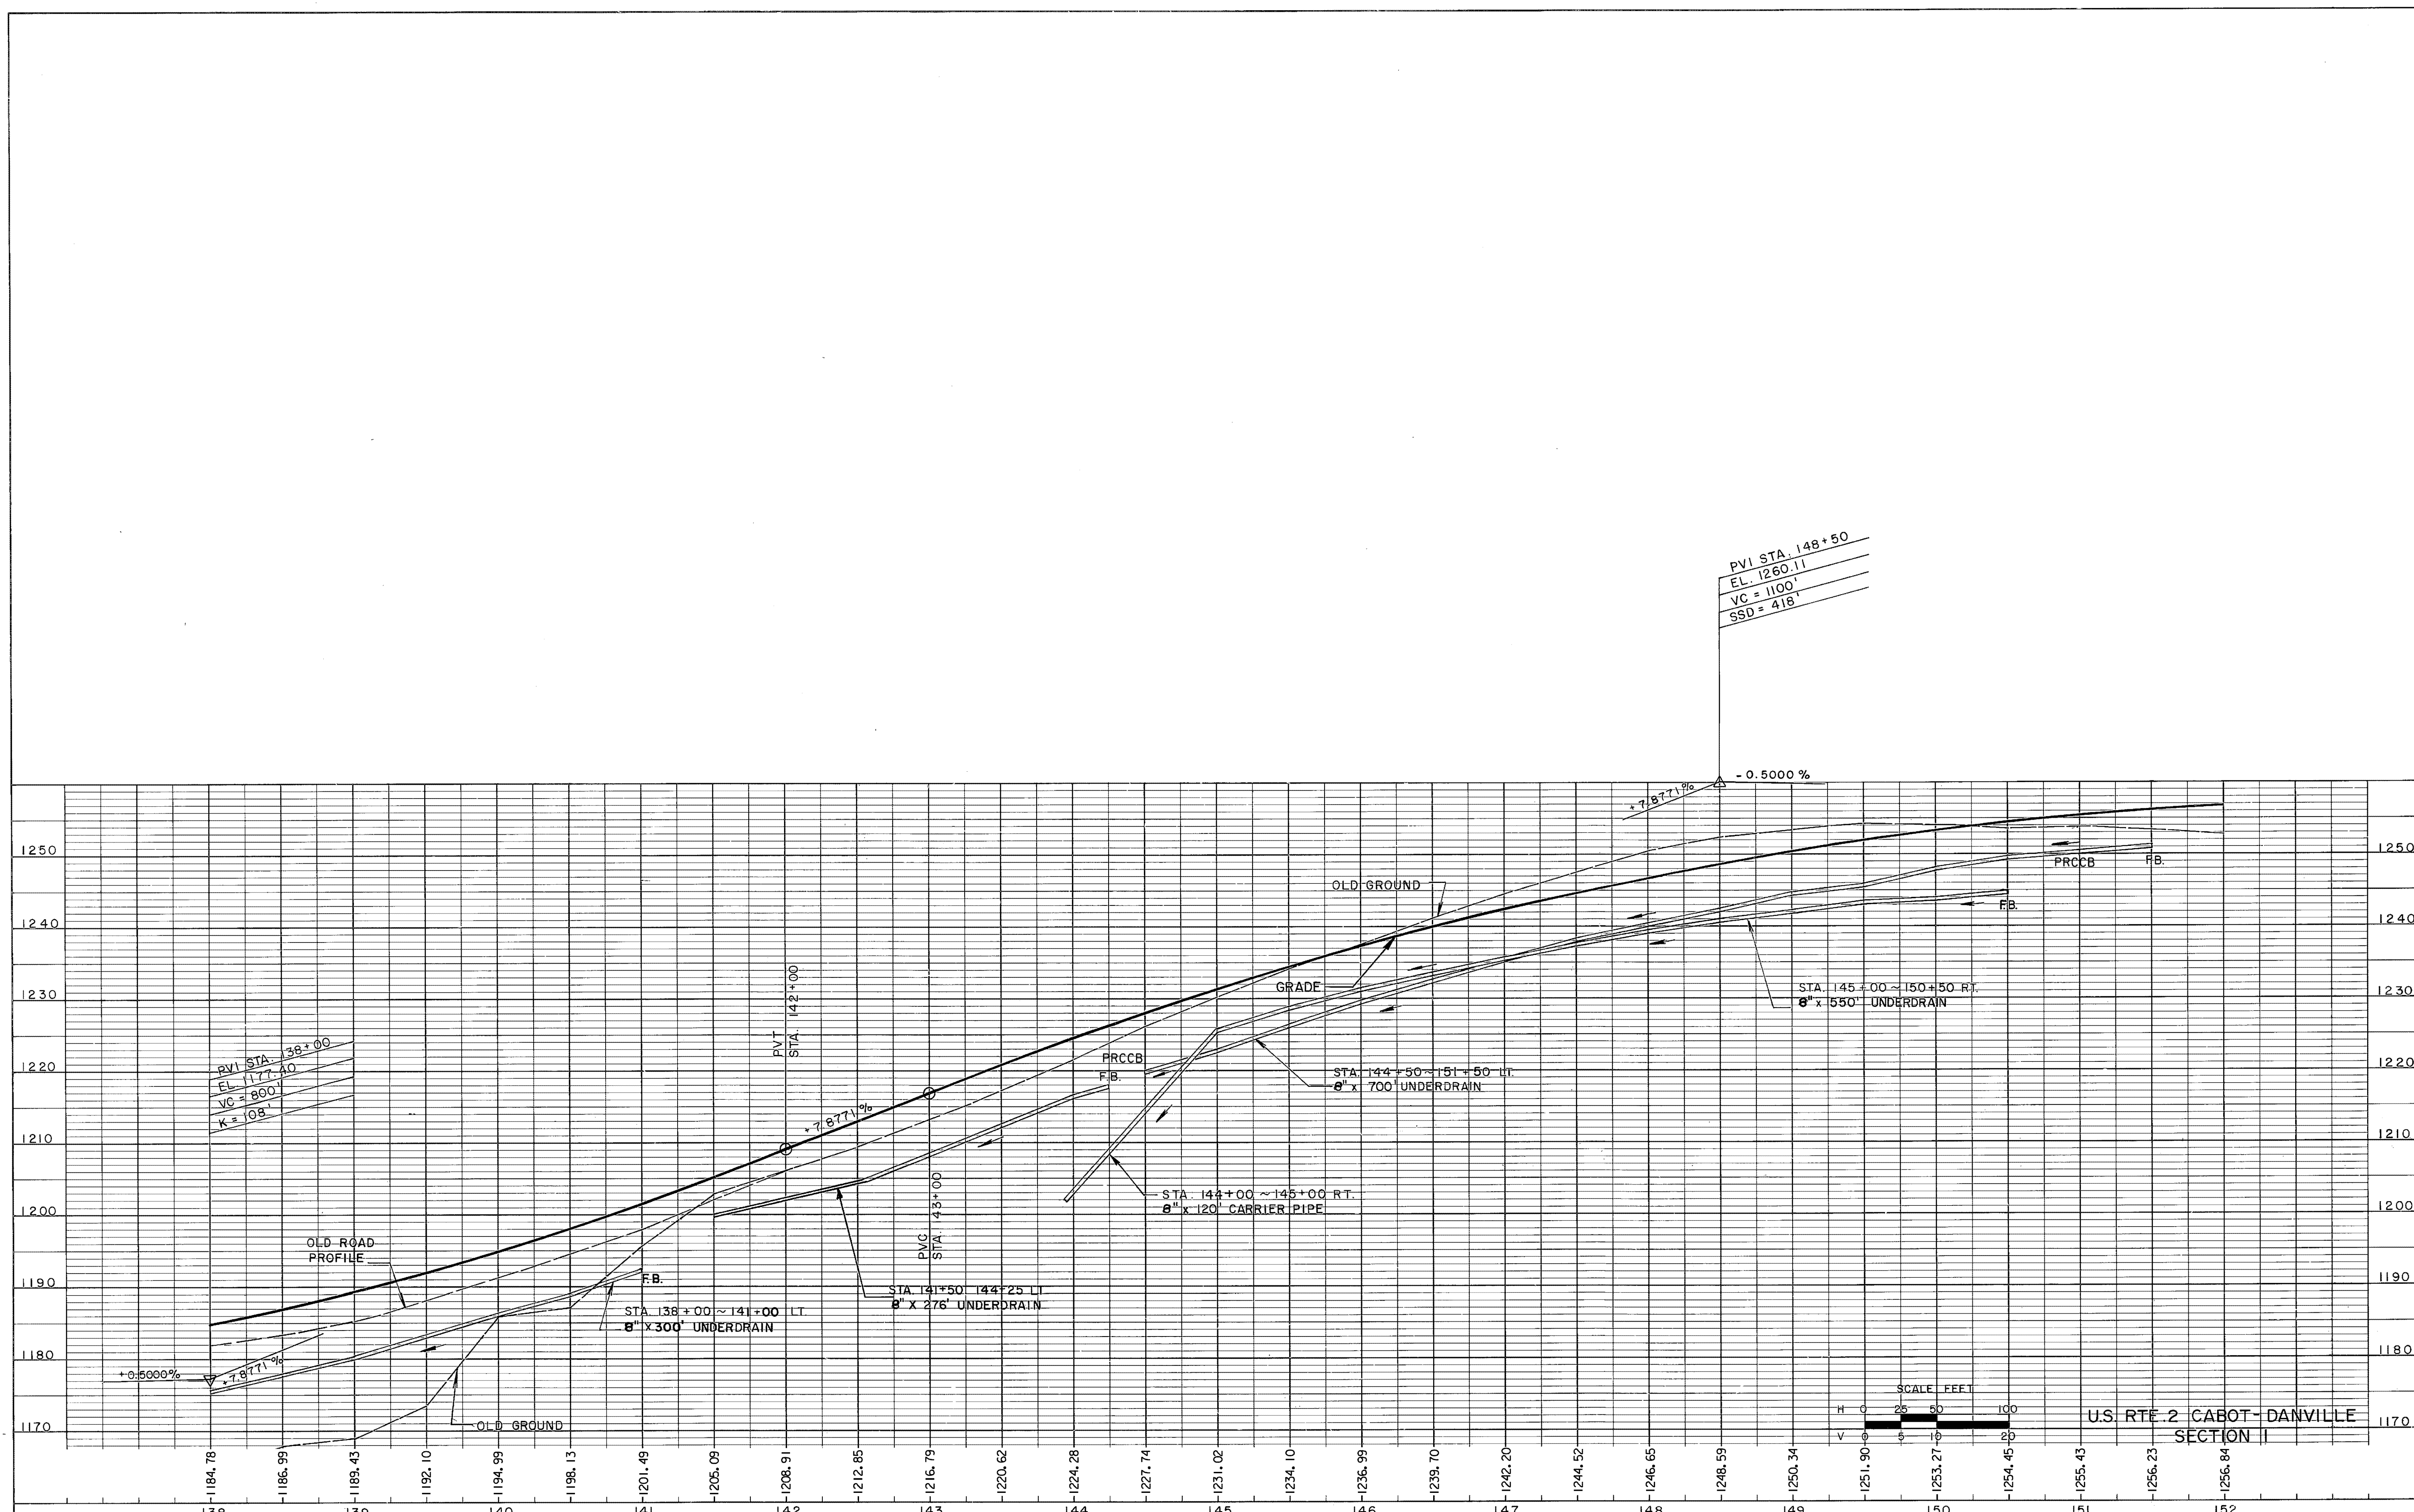 PVI STA. 148+50
EL. 1260.11
VC = 1100'
SSD = 418'
-0.5000%
+7.8771%
1250
1240
1230
1220
1210
1200
1190
1180
1170
1250
1240
1230
1220
1210
1200
1190
1180
1170
PRCCB
F.B.
F.B.
OLD GROUND
GRADE
STA. 145+00~150+50 RT.
8" x 550' UNDERDRAIN
PVT
STA. 142+00
PVI STA. 138+00
EL. 1177.40
VC = 800'
K = 108'
PRCCB
F.B.
STA. 144+50~151+50 LT.
8" x 700' UNDERDRAIN
+7.8771%
STA. 144+00~145+00 RT.
8" x 120' CARRIER PIPE
PVC
STA. 143+00
OLD ROAD
PROFILE
F.B.
STA. 141+50 144+25 LT.
8" X 276' UNDERDRAIN
STA. 138+00~141+00 LT.
8" X 300' UNDERDRAIN
+0.5000%
+7.8771%
OLD GROUND
SCALE FEET
H 0 25 50 100
V 0 5 10 20
U.S. RTE. 2 CABOT-DANVILLE
SECTION 1
1184.78
1186.99
1189.43
1192.10
1194.99
1198.13
1201.49
1205.09
1208.91
1212.85
1216.79
1220.62
1224.28
1227.74
1231.02
1234.10
1236.99
1239.70
1242.20
1244.52
1246.65
1248.59
1250.34
1251.90
1253.27
1254.45
1255.43
1256.23
1256.84
138 139 140 141 142 143 144 145 146 147 148 149 150 151 152